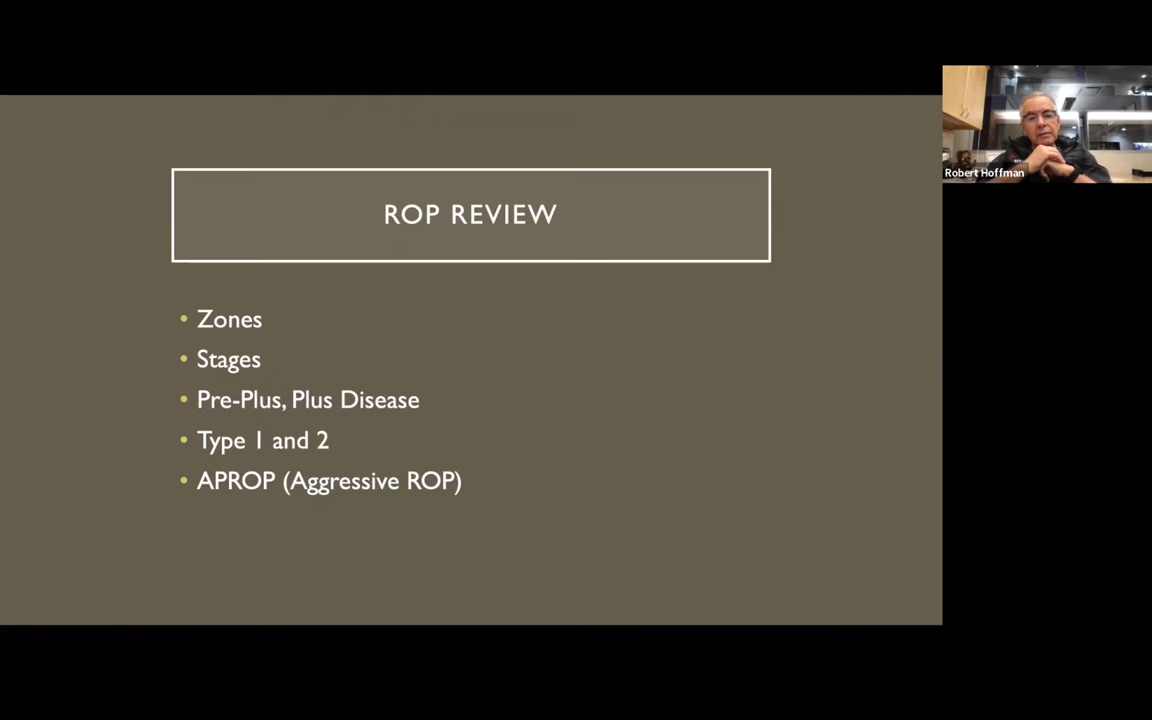 ROP REVIEW
Zones
Stages
Pre-Plus, Plus Disease
Type 1 and 2
APROP (Aggressive ROP)
Robert Hoffman